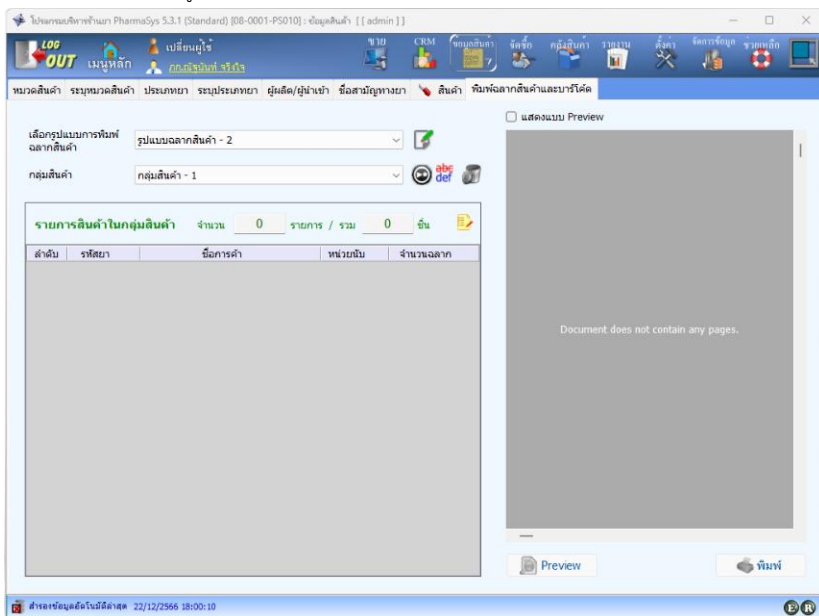 โปรแกรมบริหารร้านยา PharmaSys 5.3.1 (Standard) [08-0001-PS010] : ข้อมูลสินค้า [ [ admin ] ]
LOG OUT เมนูหลัก เปลี่ยนผู้ใช้ ขาย CRM ข้อมูลสินค้า จัดซื้อ คลังสินค้า รายงาน ตั้งค่า จัดการข้อมูล ช่วยเหลือ
หมวดสินค้า ระบุหมวดสินค้า ประเภทยา ระบุประเภทยา ผู้ผลิต/ผู้นำเข้า ชื่อสามัญทางยา สินค้า พิมพ์ฉลากสินค้าและบาร์โค้ด
แสดงแบบ Preview
เลือกรูปแบบการพิมพ์
ฉลากสินค้า
รูปแบบฉลากสินค้า - 2
กลุ่มสินค้า กลุ่มสินค้า - 1 abc def
รายการสินค้าในกลุ่มสินค้า จำนวน 0 รายการ / รวม 0 ชิ้น
ลำดับ รหัสยา ชื่อการค้า หน่วยนับ จำนวนฉลาก
Document does not contain any pages.
Preview พิมพ์
สำรองข้อมูลอัตโนมัติล่าสุด 22/12/2566 18:00:10 E R